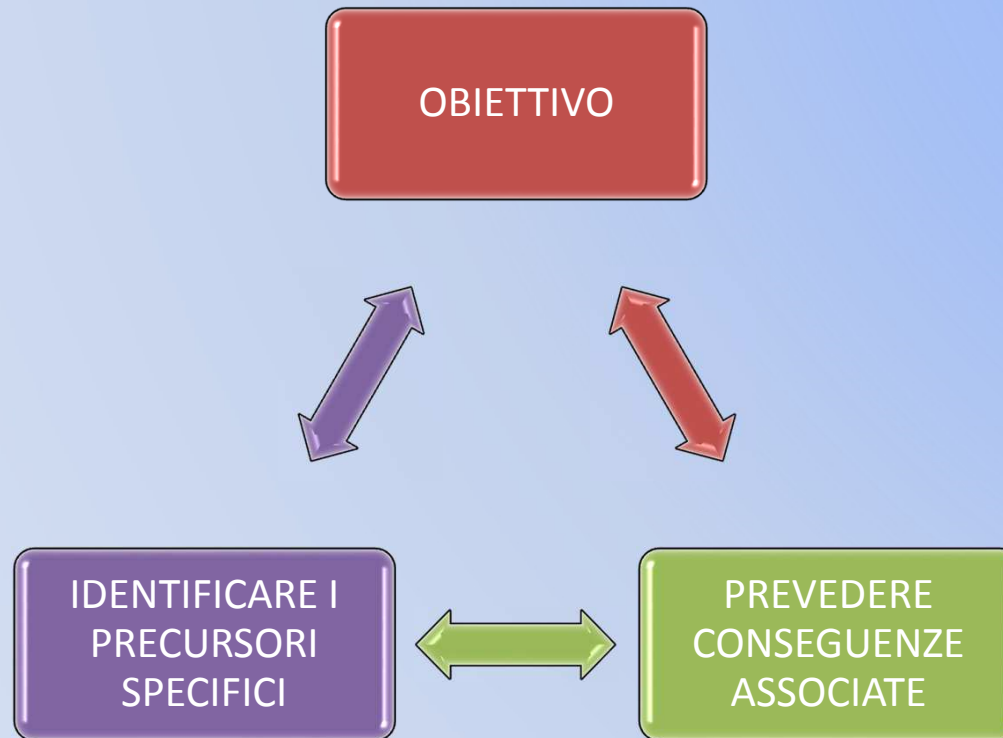 OBIETTIVO
IDENTIFICARE I
PRECURSORI
SPECIFICI
PREVEDERE
CONSEGUENZE
ASSOCIATE